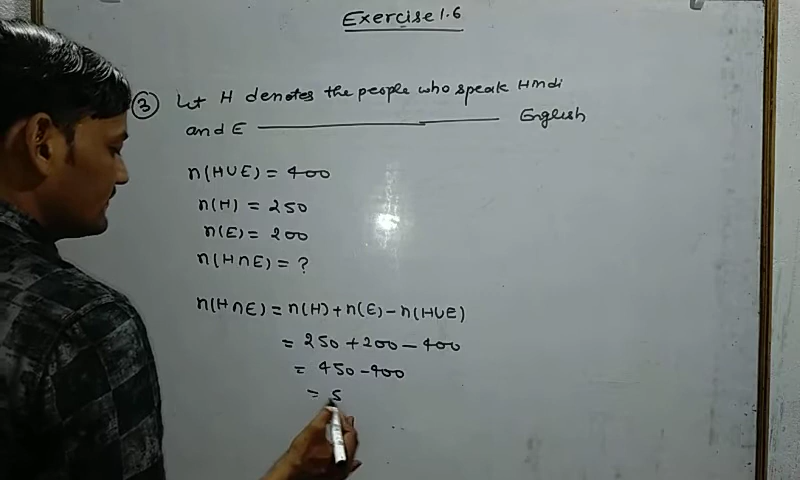 Exercise 1.6
③ Let H denotes the people who speak Hindi
and E ———————— English
n(H∪E) = 400
n(H) = 250
n(E) = 200
n(H∩E) = ?
n(H∩E) = n(H) + n(E) - n(H∪E)
= 250 + 200 - 400
= 450 - 400
= 5